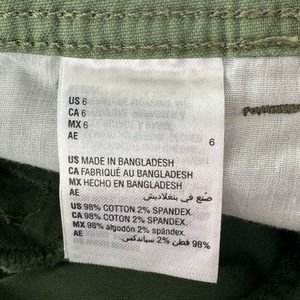 US 6
CA 6
MX 6
AE 6
US MADE IN BANGLADESH
CA FABRIQUÉ AU BANGLADESH
MX HECHO EN BANGLADESH
AE صنع في بنغلاديش
US 98% COTTON 2% SPANDEX.
CA 98% COTON 2% SPANDEX.
MX 98% algodón 2% spándex.
AE 98% قطن 2% سباندكس.